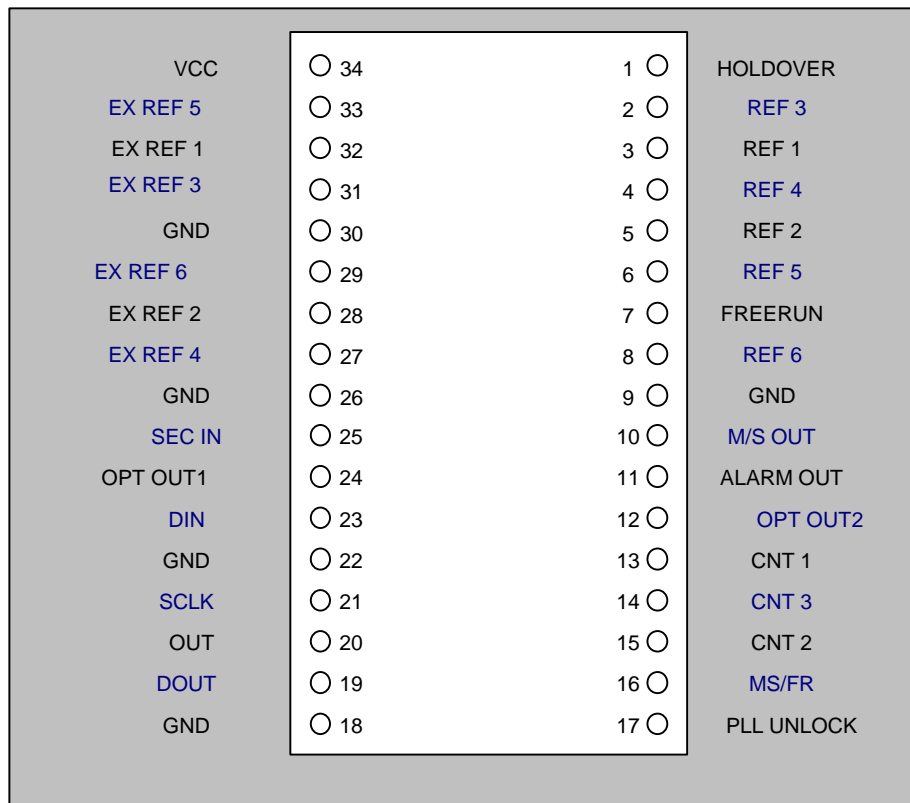 VCC 34 1 HOLDOVER
EX REF 5 33 2 REF 3
EX REF 1 32 3 REF 1
EX REF 3 31 4 REF 4
GND 30 5 REF 2
EX REF 6 29 6 REF 5
EX REF 2 28 7 FREERUN
EX REF 4 27 8 REF 6
GND 26 9 GND
SEC IN 25 10 M/S OUT
OPT OUT1 24 11 ALARM OUT
DIN 23 12 OPT OUT2
GND 22 13 CNT 1
SCLK 21 14 CNT 3
OUT 20 15 CNT 2
DOUT 19 16 MS/FR
GND 18 17 PLL UNLOCK